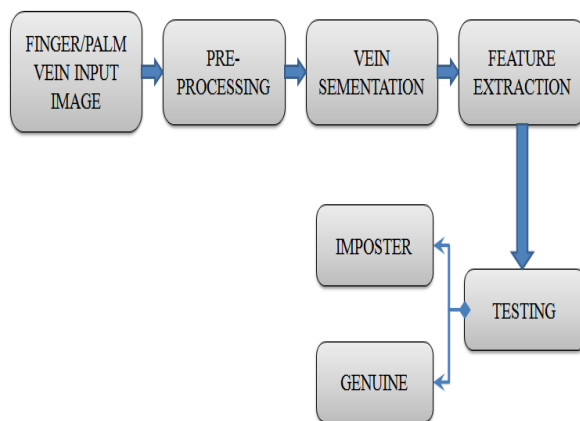 FINGER/PALM
VEIN INPUT
IMAGE
PRE-
PROCESSING
VEIN
SEMENTATION
FEATURE
EXTRACTION
IMPOSTER
TESTING
GENUINE